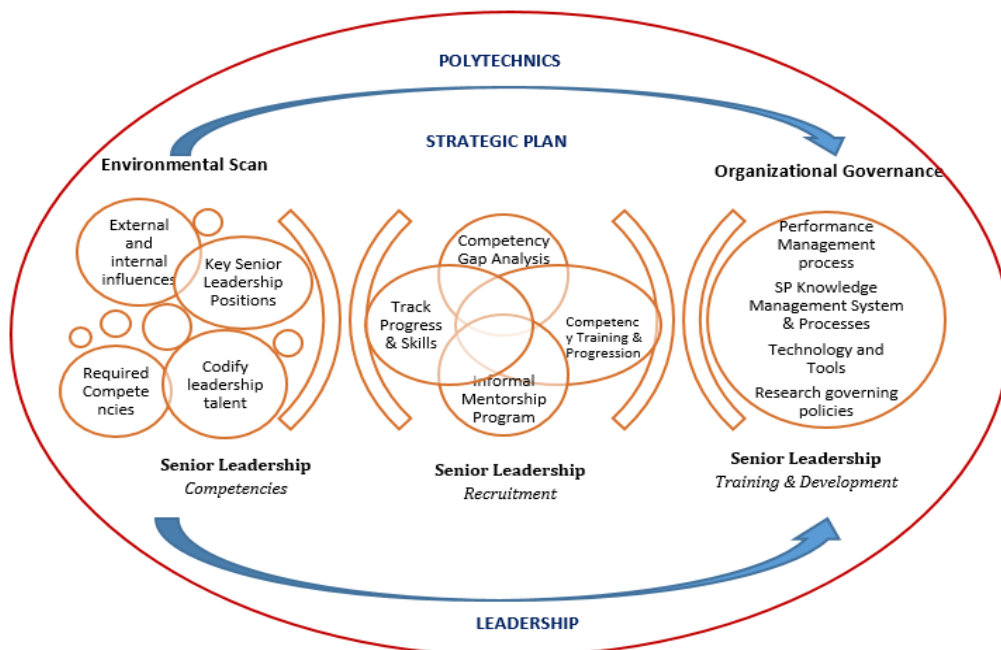 POLYTECHNICS
STRATEGIC PLAN
Environmental Scan
Organizational Governance
External
and
internal
influences
Key Senior
Leadership
Positions
Required
Compete
ncies
Codify
leadership
talent
Competency
Gap Analysis
Track
Progress
& Skills
Competenc
y Training &
Progression
Informal
Mentorship
Program
Performance
Management
process
SP Knowledge
Management System
& Processes
Technology and
Tools
Research governing
policies
Senior Leadership
Competencies
Senior Leadership
Recruitment
Senior Leadership
Training & Development
LEADERSHIP